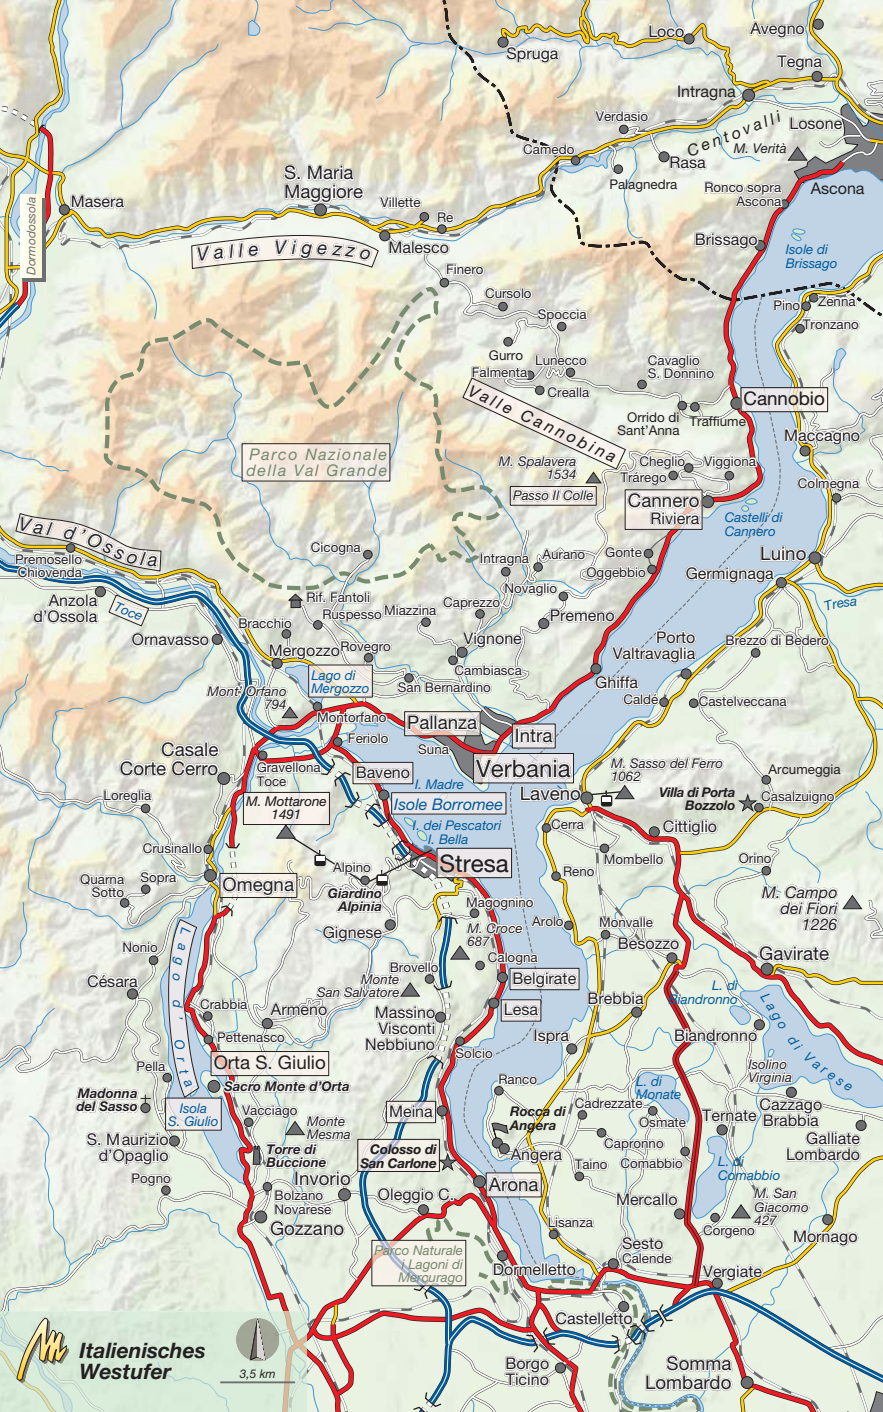 Loco
Avegno
Spruga
Tegna
Intragna
Verdasio
Centovalli
Losone
M. Verità
Camedo
Rasa
Palagnedra
Ronco sopra
Ascona
Ascona
S. Maria
Maggiore
Masera
Villette
Re
Malesco
Valle Vigezzo
Dormodossola
Brissago
Isole di
Brissago
Finero
Cursolo
Spoccia
Pino
Zenna
Tronzano
Gurro
Lunecco
Falmenta
Crealla
Cavaglio
S. Donnino
Cannobio
Valle Cannobina
Orrido di
Sant'Anna
Traffiume
Maccagno
Parco Nazionale
della Val Grande
M. Spalavera
1534
Cheglio
Viggiona
Trárego
Passo Il Colle
Colmegna
Cannero
Riviera
Castelli di
Cannero
Val d'Ossola
Premosello
Chiovenda
Cicogna
Intragna
Aurano
Gonte
Oggebbio
Luino
Germignaga
Anzola
d'Ossola
Toce
Rif. Fantoli
Ruspesso
Miazzina
Caprezzo
Novaglio
Premeno
Tresa
Bracchio
Ornavasso
Mergozzo
Rovegro
Vignone
Cambiasca
Porto
Valtravaglia
Brezzo di Bedero
Lago di
Mergozzo
San Bernardino
Ghiffa
Caldé
Castelveccana
Mont' Orfano
794
Montorfano
Pallanza
Suna
Intra
Feriolo
Casale
Corte Cerro
Gravellona
Toce
Baveno
Verbania
M. Sasso del Ferro
1062
Arcumeggia
Loreglia
M. Mottarone
1491
I. Madre
Isole Borromee
Laveno
Villa di Porta
Bozzolo
Casalzuigno
I. dei Pescatori
I. Bella
Cerra
Cittiglio
Crusinallo
Alpino
Stresa
Mombello
Orino
Quarna
Sotto
Sopra
Omegna
Giardino
Alpinia
Reno
M. Campo
dei Fiori
1226
Magognino
Gignese
M. Croce
687
Arolo
Monvalle
Besozzo
Lago d'Orta
Nonio
Calogna
Brovello
Gavirate
Césara
Monte
San Salvatore
Belgirate
L. di
Biandronno
Crabbia
Armeno
Massino
Visconti
Nebbiuno
Lesa
Brebbia
Lago di Varese
Pettenasco
Ispra
Biandronno
Orta S. Giulio
Solcio
Pella
Sacro Monte d'Orta
Ranco
L. di
Monate
Isolino
Virginia
Madonna
del Sasso
Isola
S. Giulio
Vacciago
Meina
Rocca di
Angera
Cadrezzate
Osmate
Cazzago
Brabbia
Monte
Mesma
Ternate
S. Maurizio
d'Opaglio
Torre di
Buccione
Colosso di
San Carlone
Angera
Capronno
Comabbio
Galliate
Lombardo
Taino
L. di
Comabbio
Pogno
Invorio
Arona
Bolzano
Novarese
Oleggio C.
Mercallo
M. San
Giacomo
427
Gozzano
Lisanza
Corgeno
Mornago
Parco Naturale
i Lagoni di
Mercurago
Dormelletto
Sesto
Calende
Vergiate
Castelletto
Italienisches
Westufer
3,5 km
Borgo
Ticino
Somma
Lombardo